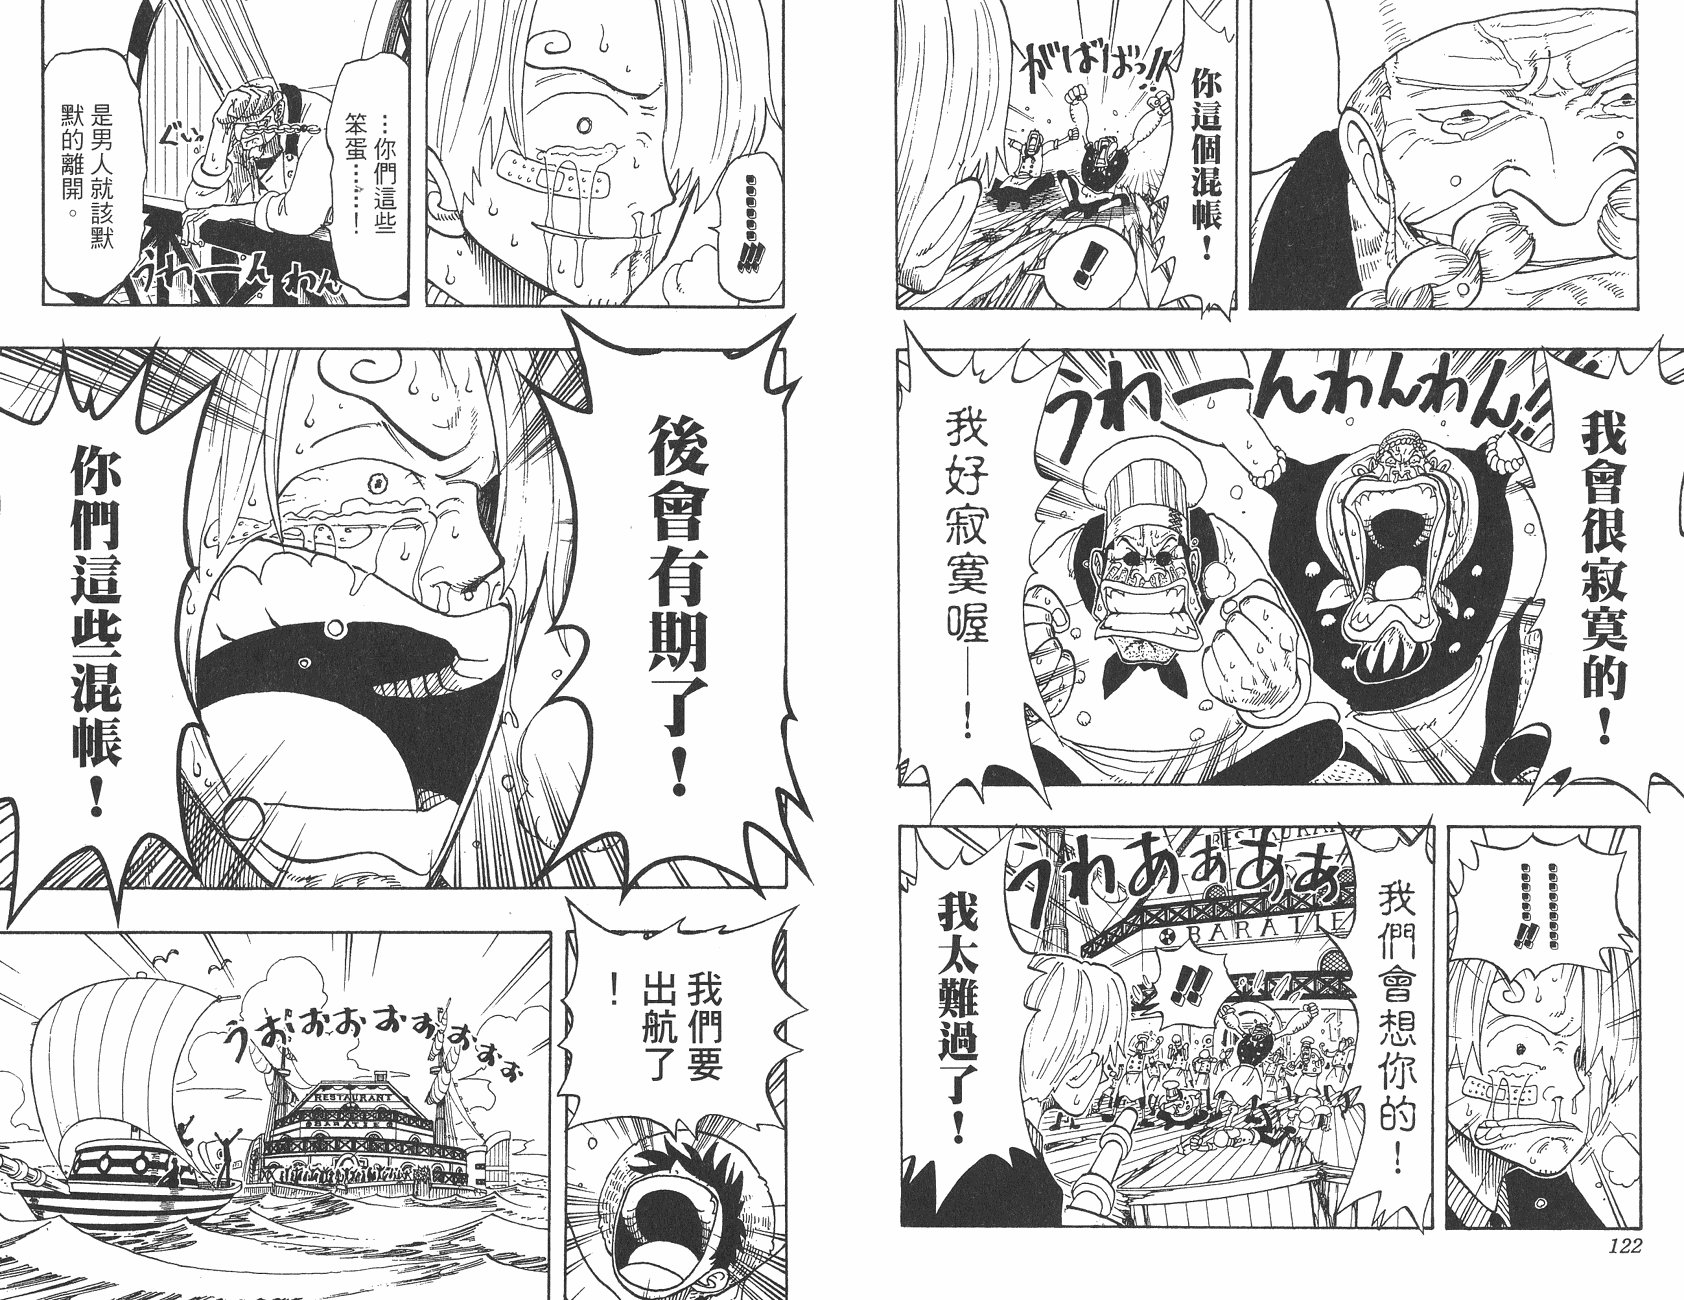 你這個混帳！
がばばばっ!!
!!
我會很寂寞的！
うわーんわんわん!!
我好寂寞喔──！
……………!!
我們會想你的！
うわあああああ
RESTAURANT
BARATIE
!!
我太難過了！
122
……!!!
…你們這些
笨蛋……！
是男人就該默
默的離開。
ぐいっ
うわーーん わん
後會有期了！
你們這些混帳！
我們要
出航了
！
うおおおおおおおお
RESTAURANT
BARATIE